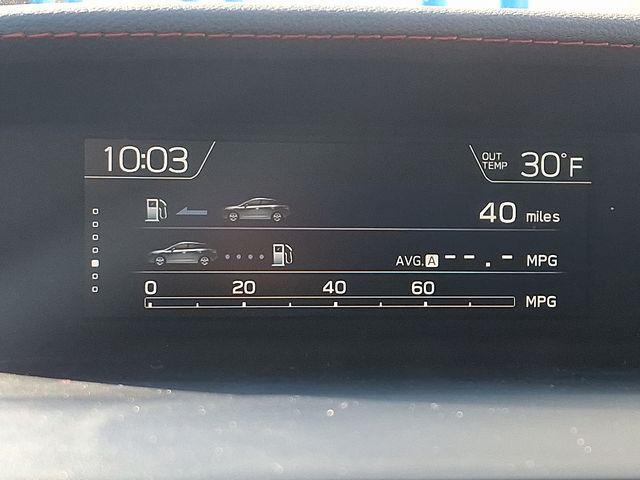 10:03
OUT TEMP 30°F
40 miles
AVG. A --.- MPG
0 20 40 60
MPG